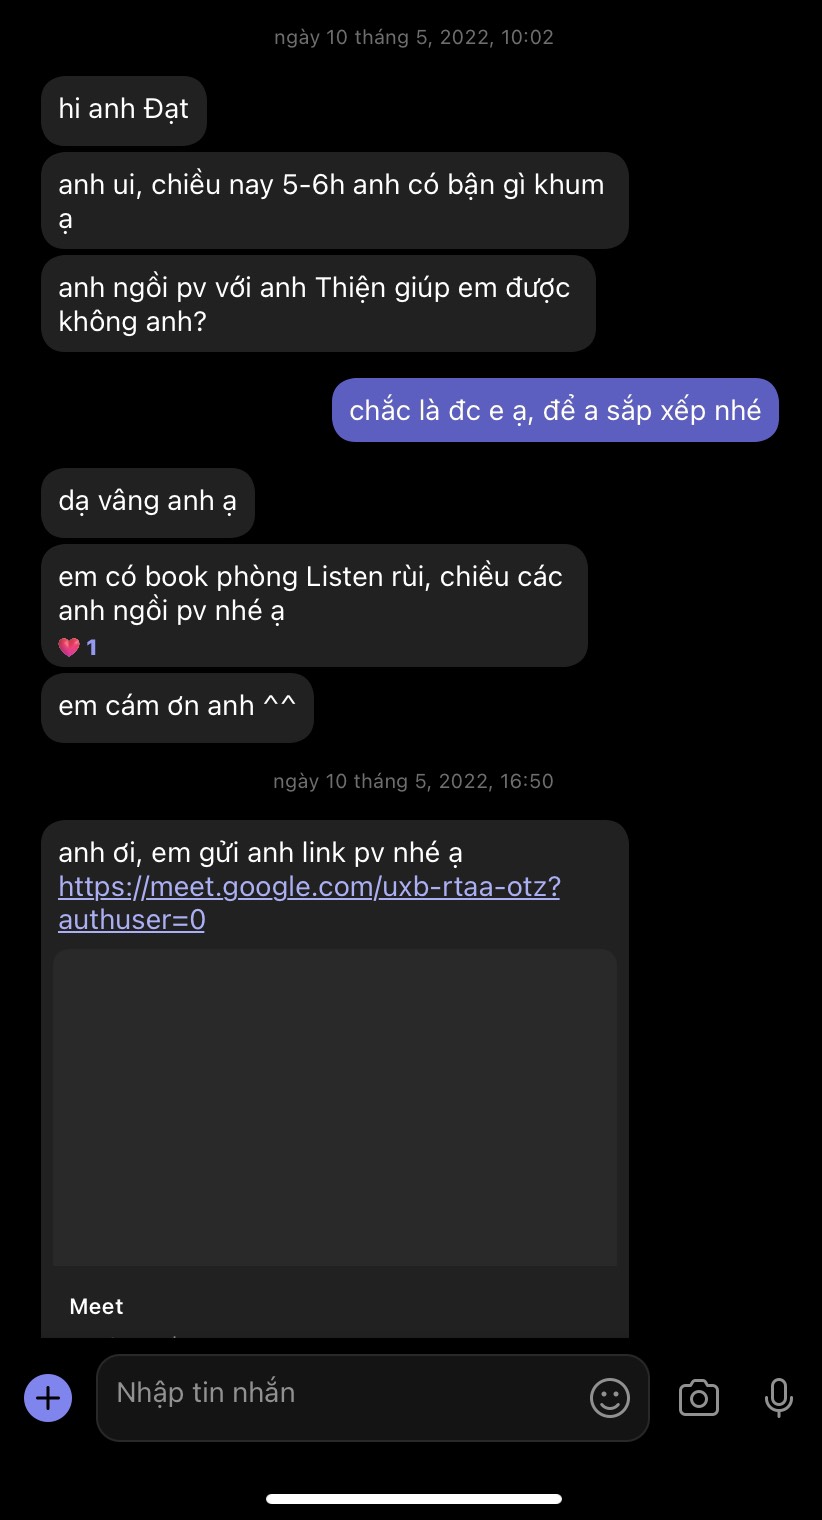 ngày 10 tháng 5, 2022, 10:02
hi anh Đạt
anh ui, chiều nay 5-6h anh có bận gì khum
ạ
anh ngồi pv với anh Thiện giúp em được
không anh?
chắc là đc e ạ, để a sắp xếp nhé
dạ vâng anh ạ
em có book phòng Listen rùi, chiều các
anh ngồi pv nhé ạ
1
em cám ơn anh ^^
ngày 10 tháng 5, 2022, 16:50
anh ơi, em gửi anh link pv nhé ạ
https://meet.google.com/uxb-rtaa-otz?
authuser=0
Meet
Nhập tin nhắn